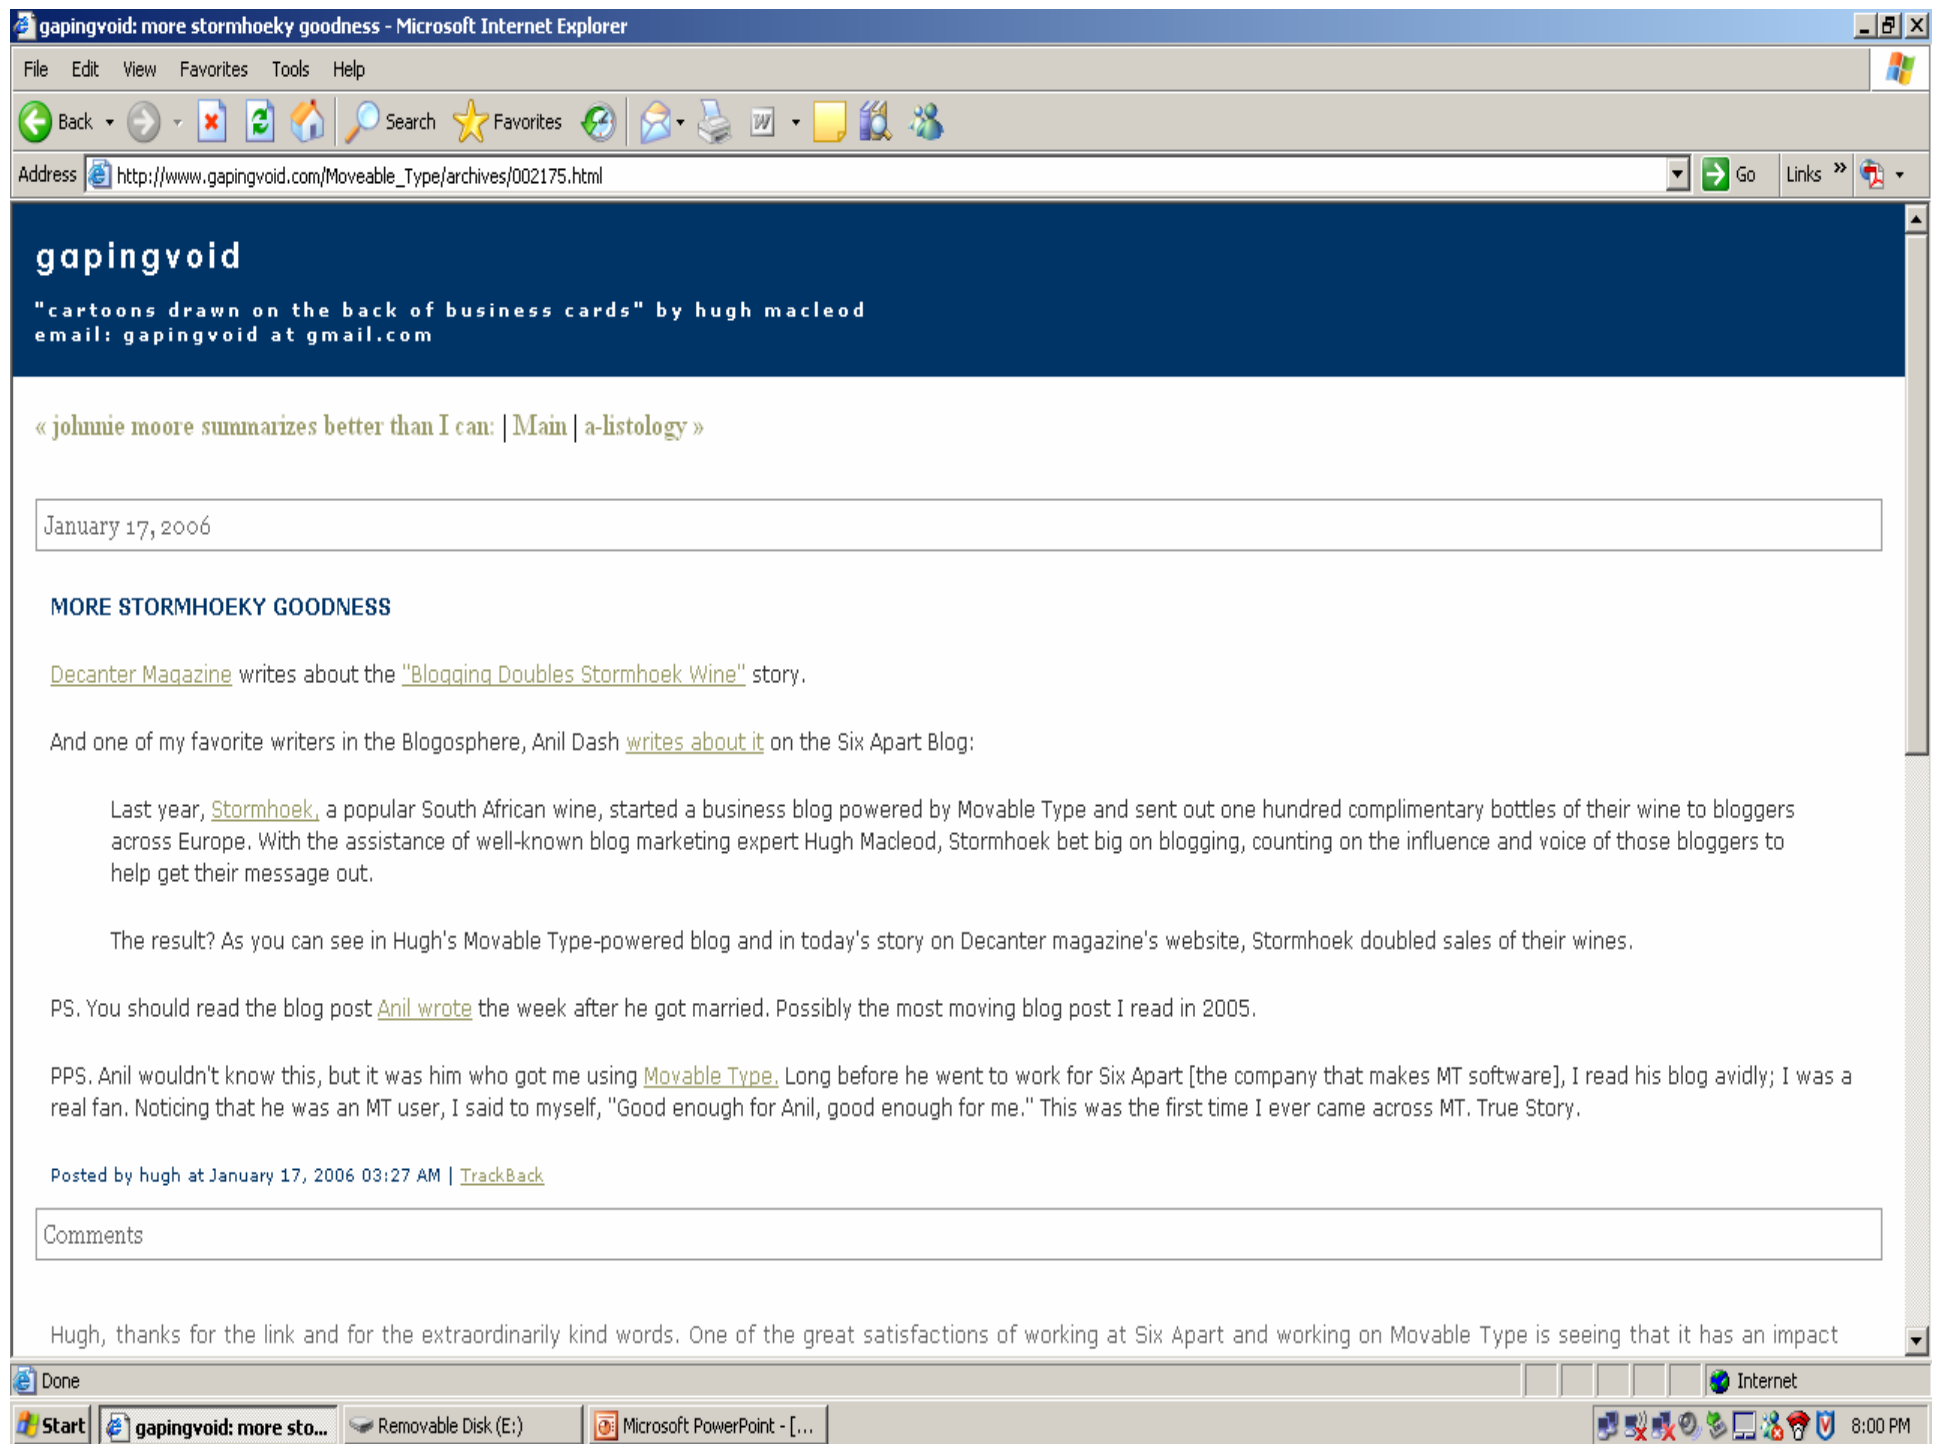 gapingvoid: more stormhoeky goodness - Microsoft Internet Explorer
File Edit View Favorites Tools Help
Back Search Favorites
Address http://www.gapingvoid.com/Moveable_Type/archives/002175.html Go Links »
gapingvoid
"cartoons drawn on the back of business cards" by hugh macleod
email: gapingvoid at gmail.com
« johnnie moore summarizes better than I can: | Main | a-listology »
January 17, 2006
MORE STORMHOEKY GOODNESS
Decanter Magazine writes about the "Blogging Doubles Stormhoek Wine" story.
And one of my favorite writers in the Blogosphere, Anil Dash writes about it on the Six Apart Blog:
Last year, Stormhoek, a popular South African wine, started a business blog powered by Movable Type and sent out one hundred complimentary bottles of their wine to bloggers
across Europe. With the assistance of well-known blog marketing expert Hugh Macleod, Stormhoek bet big on blogging, counting on the influence and voice of those bloggers to
help get their message out.
The result? As you can see in Hugh's Movable Type-powered blog and in today's story on Decanter magazine's website, Stormhoek doubled sales of their wines.
PS. You should read the blog post Anil wrote the week after he got married. Possibly the most moving blog post I read in 2005.
PPS. Anil wouldn't know this, but it was him who got me using Movable Type. Long before he went to work for Six Apart [the company that makes MT software], I read his blog avidly; I was a
real fan. Noticing that he was an MT user, I said to myself, "Good enough for Anil, good enough for me." This was the first time I ever came across MT. True Story.
Posted by hugh at January 17, 2006 03:27 AM | TrackBack
Comments
Hugh, thanks for the link and for the extraordinarily kind words. One of the great satisfactions of working at Six Apart and working on Movable Type is seeing that it has an impact
Done Internet
Start gapingvoid: more sto... Removable Disk (E:) Microsoft PowerPoint - [... 8:00 PM